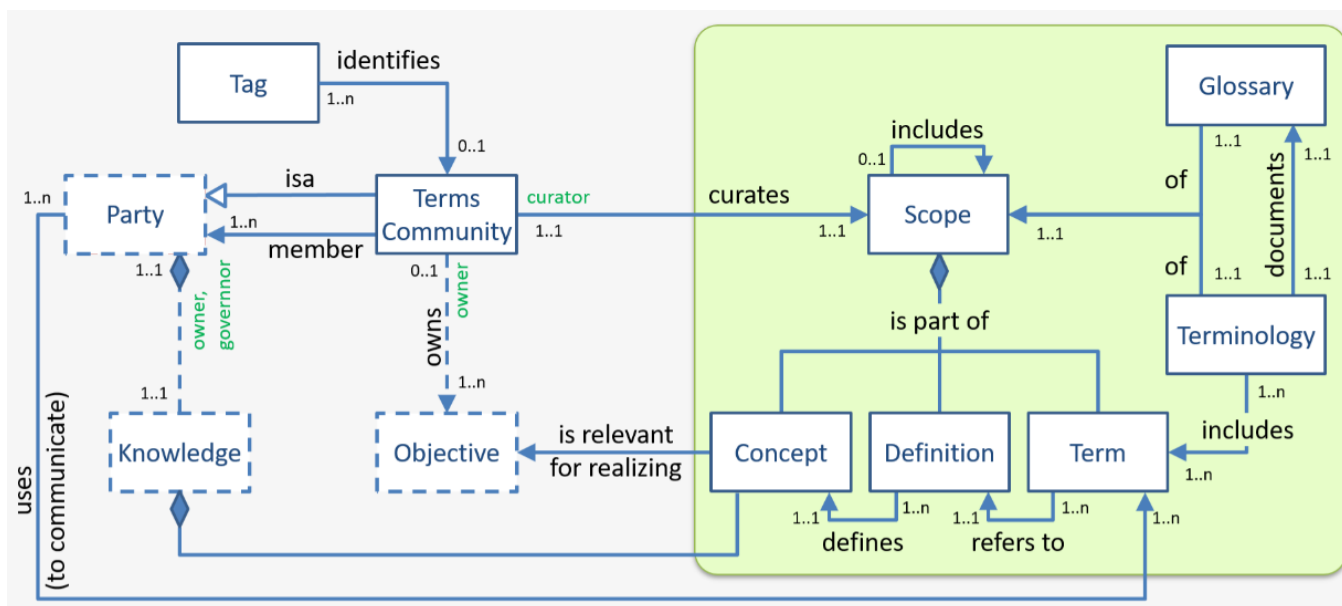 identifies
Tag
1..n
Glossary
includes
1..1
1..1
0..1
0..1
documents
isa
of
1..n
Party
1..n
Terms
Community
curator
curates
Scope
member
1..1
1..1
1..1
1..1
0..1
owner
of
1..1
1..1
owner,
governnor
owns
is part of
Terminology
1..1
1..n
1..n
is relevant
for realizing
includes
Knowledge
Objective
Concept
Definition
Term
1..n
uses
(to communicate)
1..1
1..n
1..1
1..n
1..n
defines
refers to